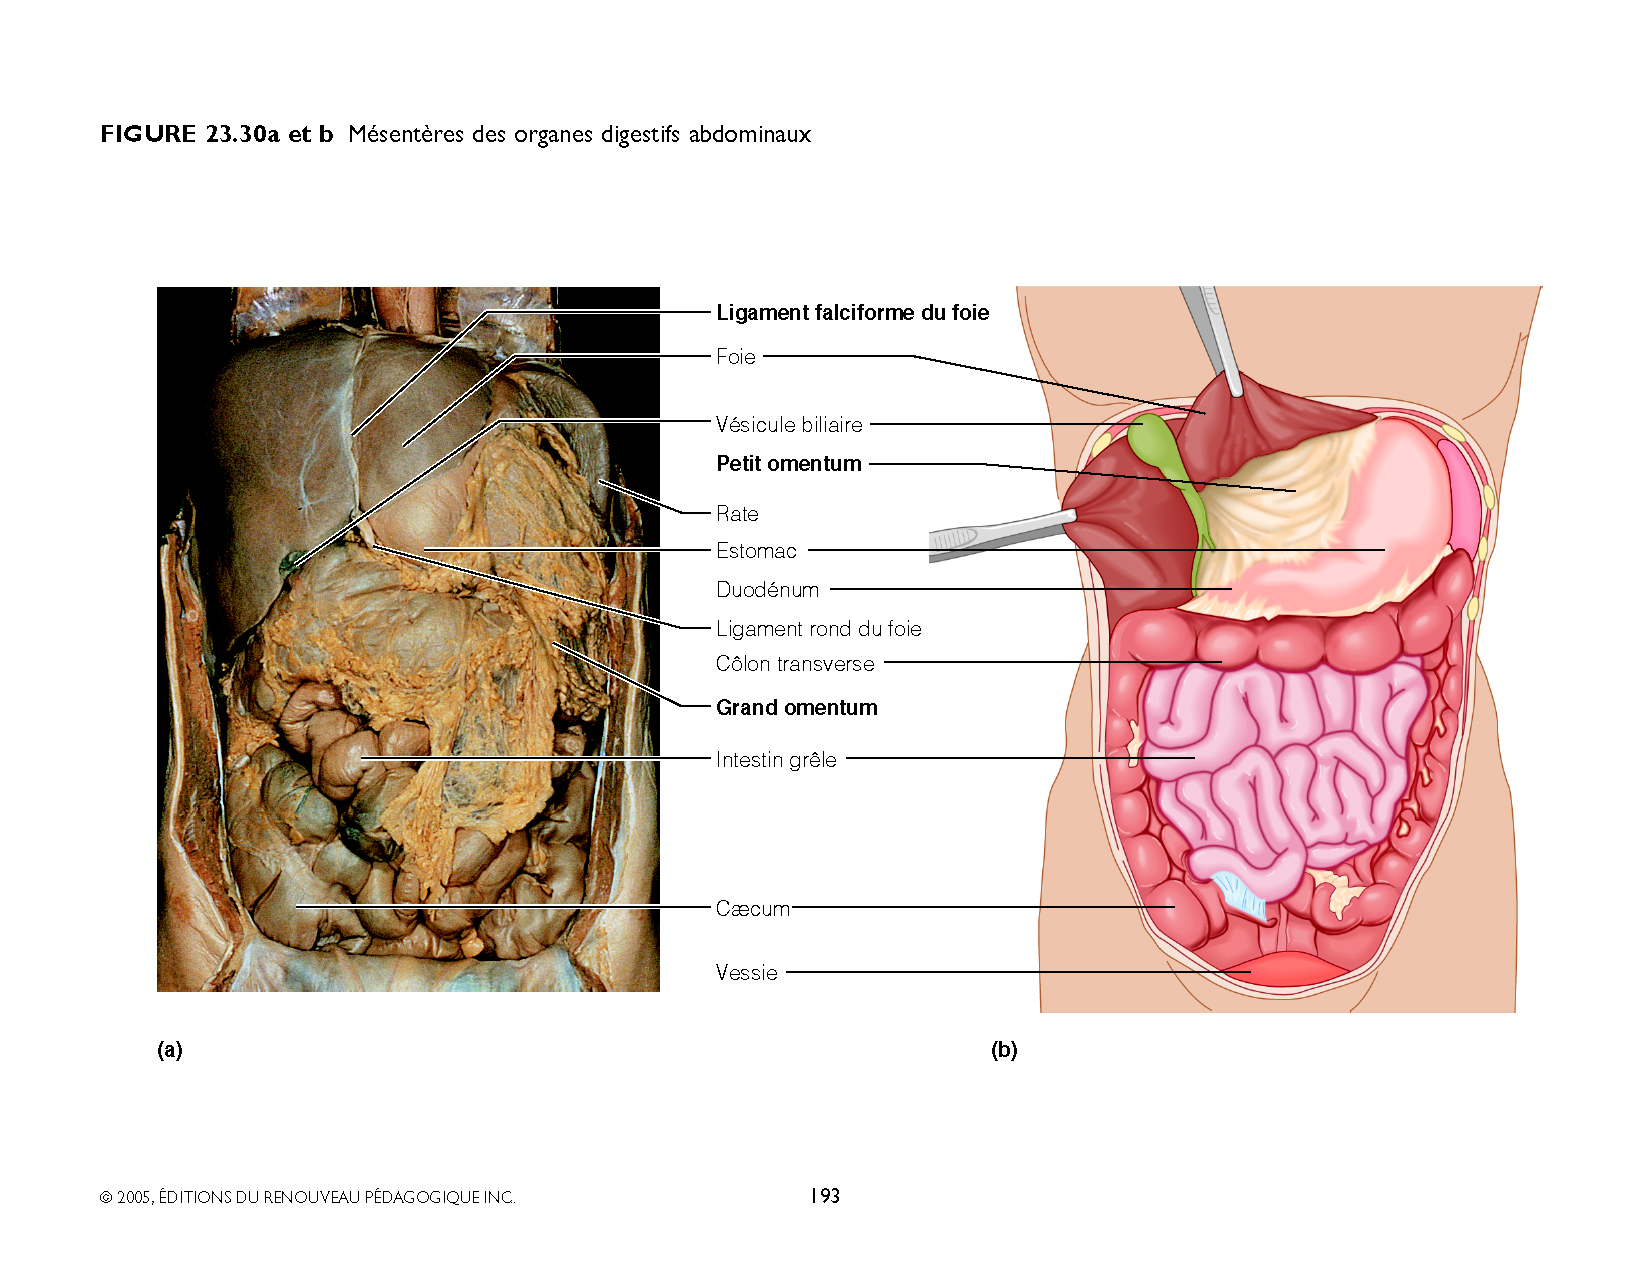 FIGURE 23.30a et b Mésentères des organes digestifs abdominaux
Ligament falciforme du foie
Foie
Vésicule biliaire
Petit omentum
Rate
Estomac
Duodénum
Ligament rond du foie
Côlon transverse
Grand omentum
Intestin grêle
Cæcum
Vessie
(a)
(b)
© 2005, ÉDITIONS DU RENOUVEAU PÉDAGOGIQUE INC.
193